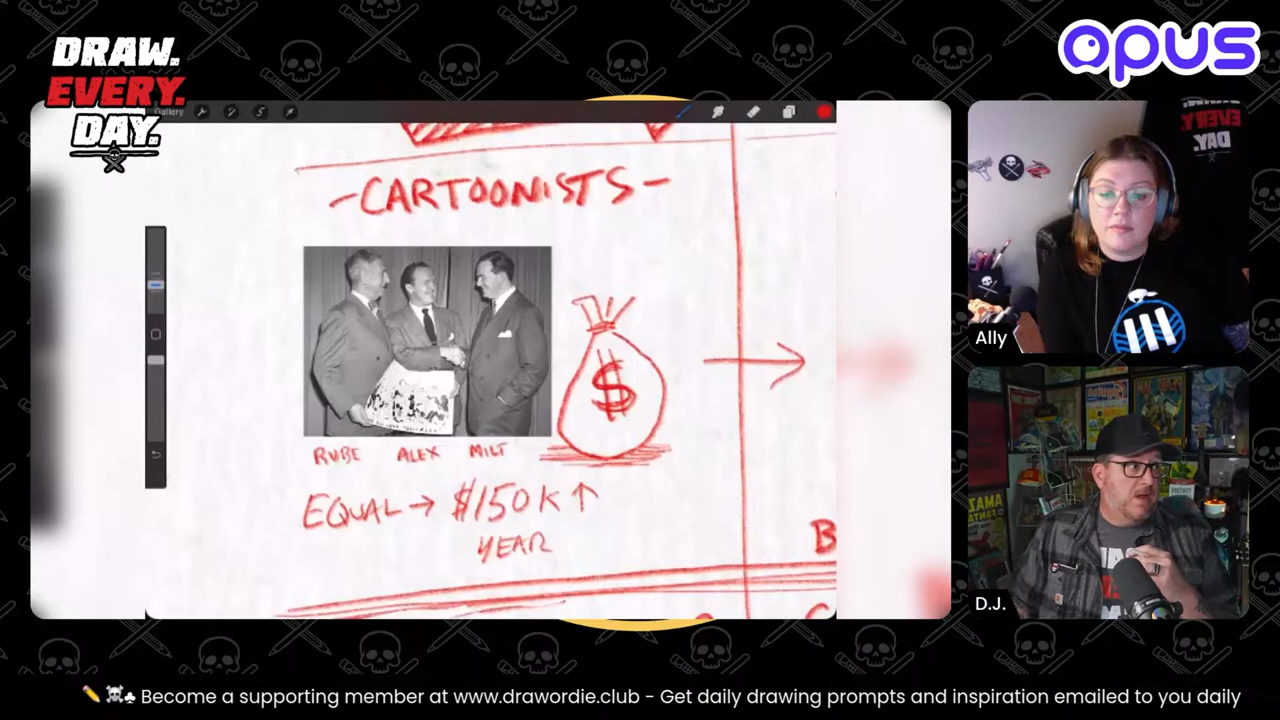 DRAW.
EVERY.
DAY.
opus
Gallery
-CARTOONISTS-
RUBE ALEX MILT
EQUAL → $150K ↑
YEAR
$
B
Ally
D.J.
✏️☠️♣ Become a supporting member at www.drawordie.club - Get daily drawing prompts and inspiration emailed to you daily